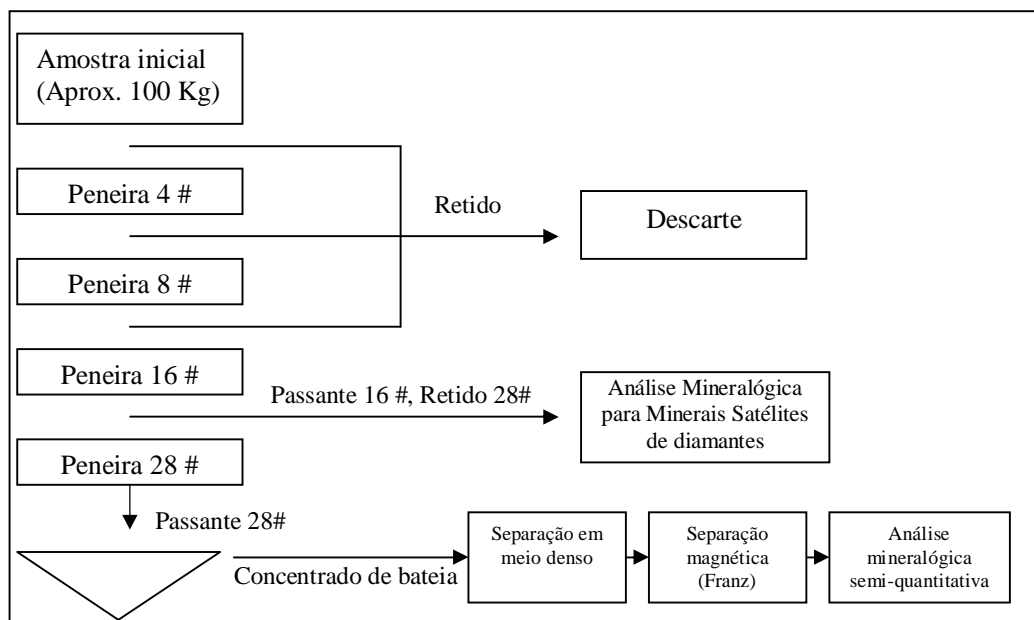 Amostra inicial
(Aprox. 100 Kg)
Peneira 4 #
Retido
Descarte
Peneira 8 #
Peneira 16 #
Passante 16 #, Retido 28#
Análise Mineralógica
para Minerais Satélites
de diamantes
Peneira 28 #
Passante 28#
Concentrado de bateia
Separação em
meio denso
Separação
magnética
(Franz)
Análise
mineralógica
semi-quantitativa